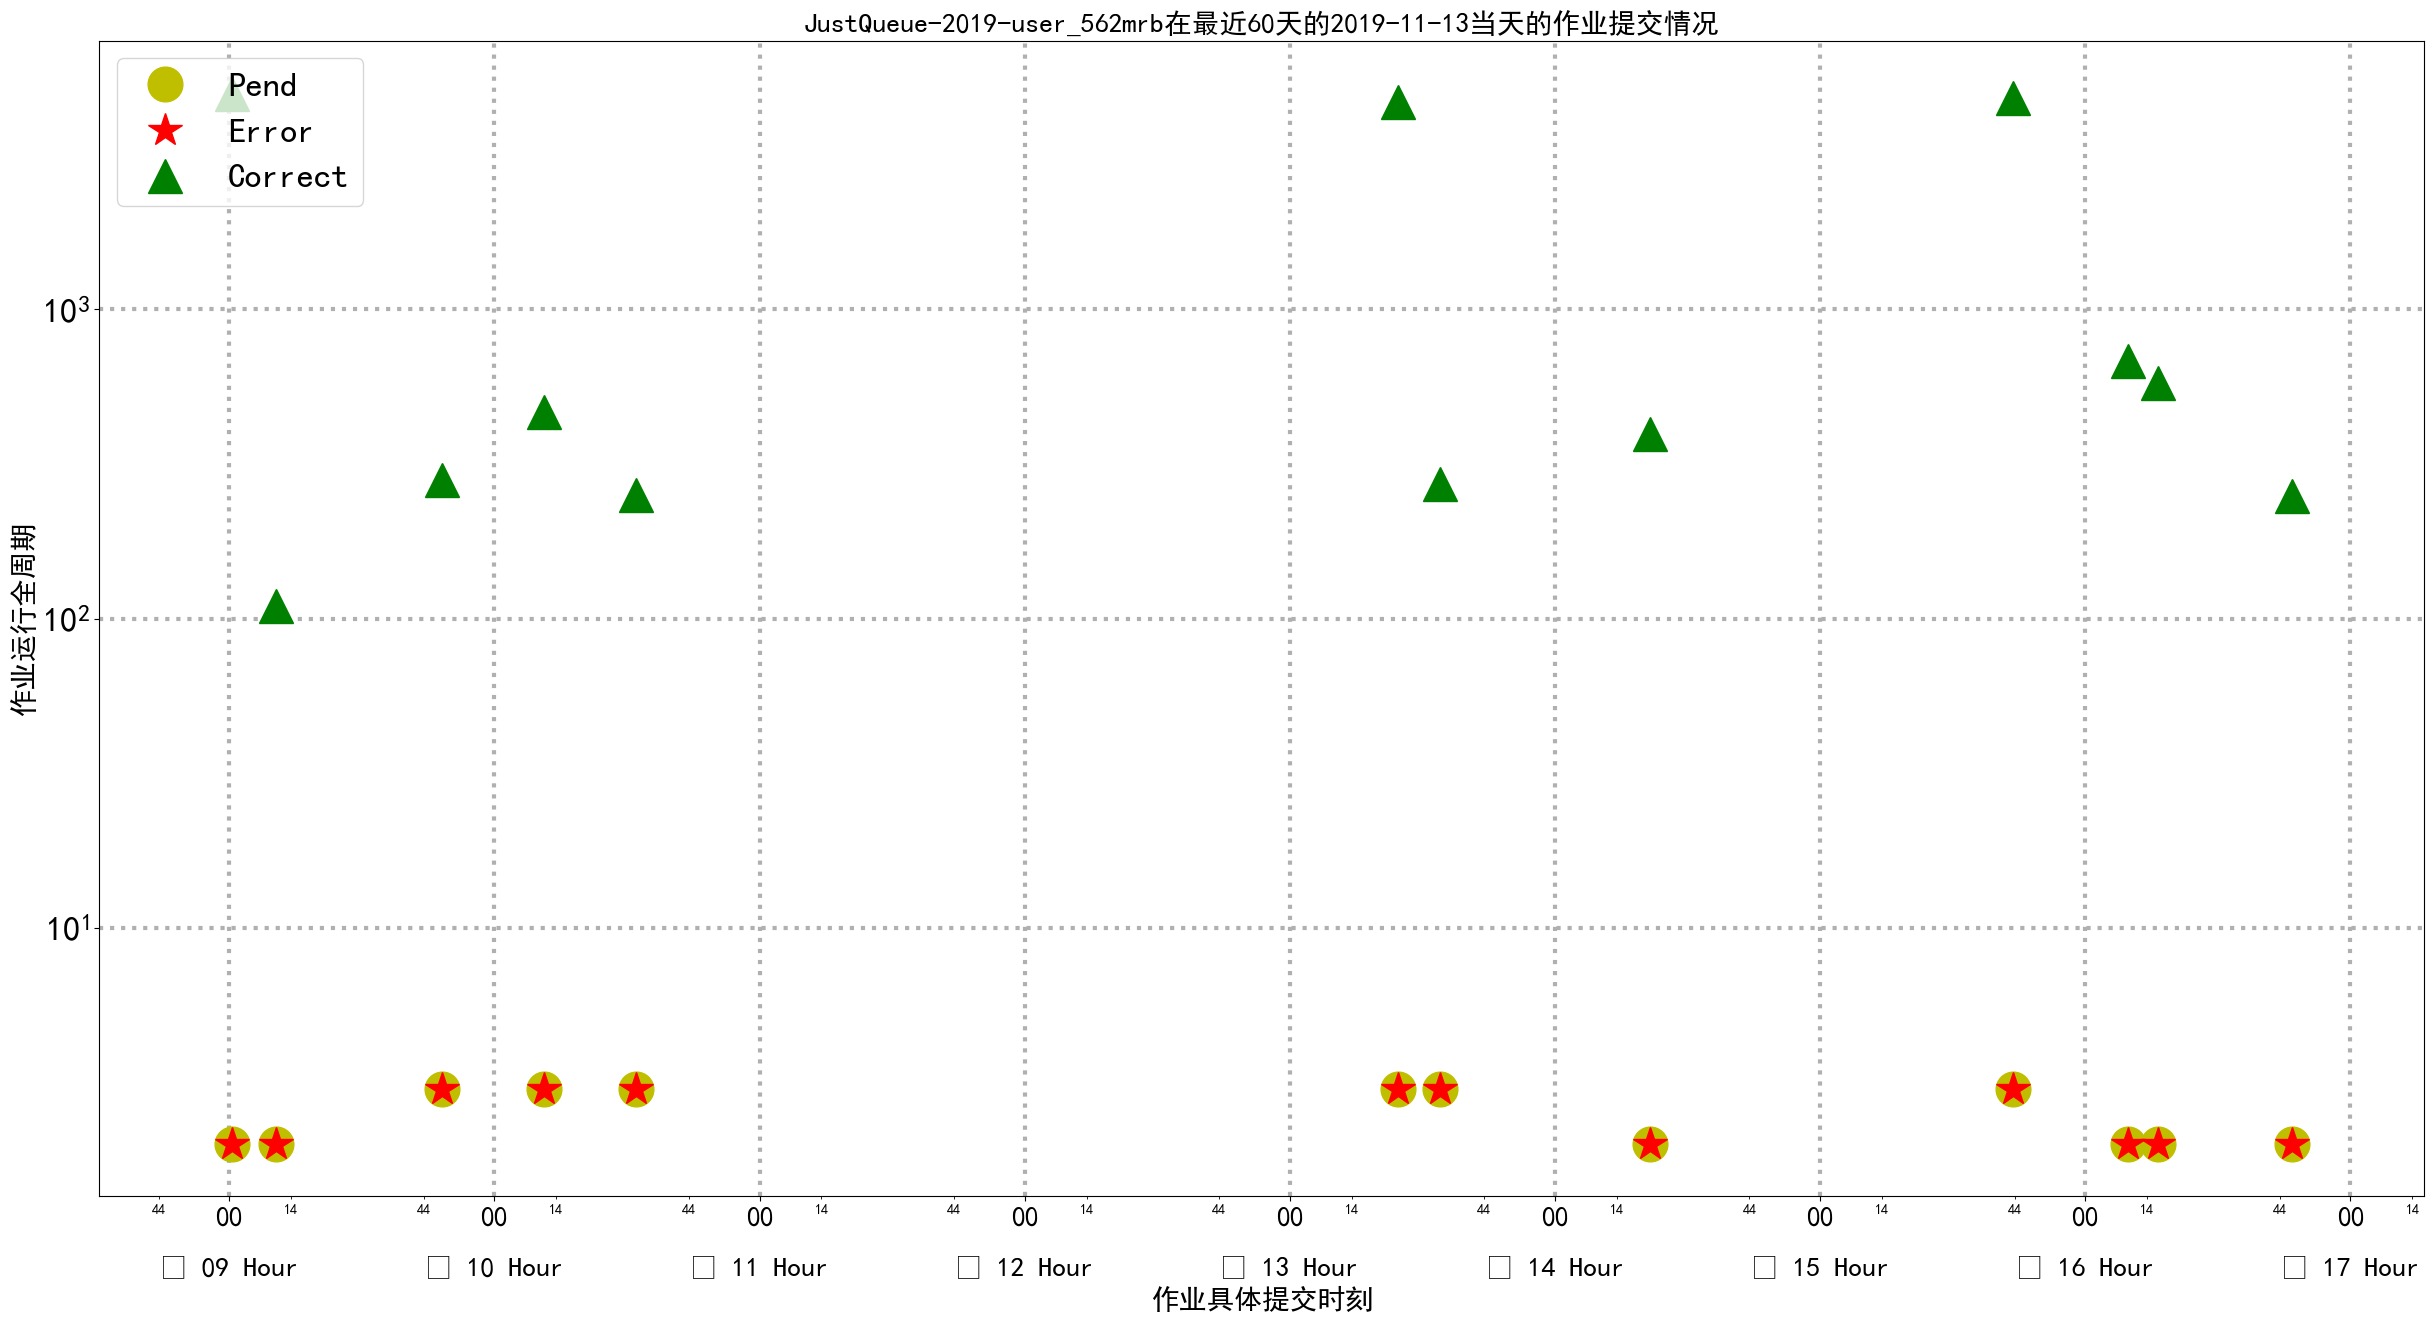 JustQueue-2019-user_562mrb在最近60天的2019-11-13当天的作业提交情况
Pend
Error
Correct
作业运行全周期
10³
10²
10¹
44 00 14 44 00 14 44 00 14 44 00 14 44 00 14 44 00 14 44 00 14 44 00 14 44 00 14
□ 09 Hour □ 10 Hour □ 11 Hour □ 12 Hour □ 13 Hour □ 14 Hour □ 15 Hour □ 16 Hour □ 17 Hour
作业具体提交时刻